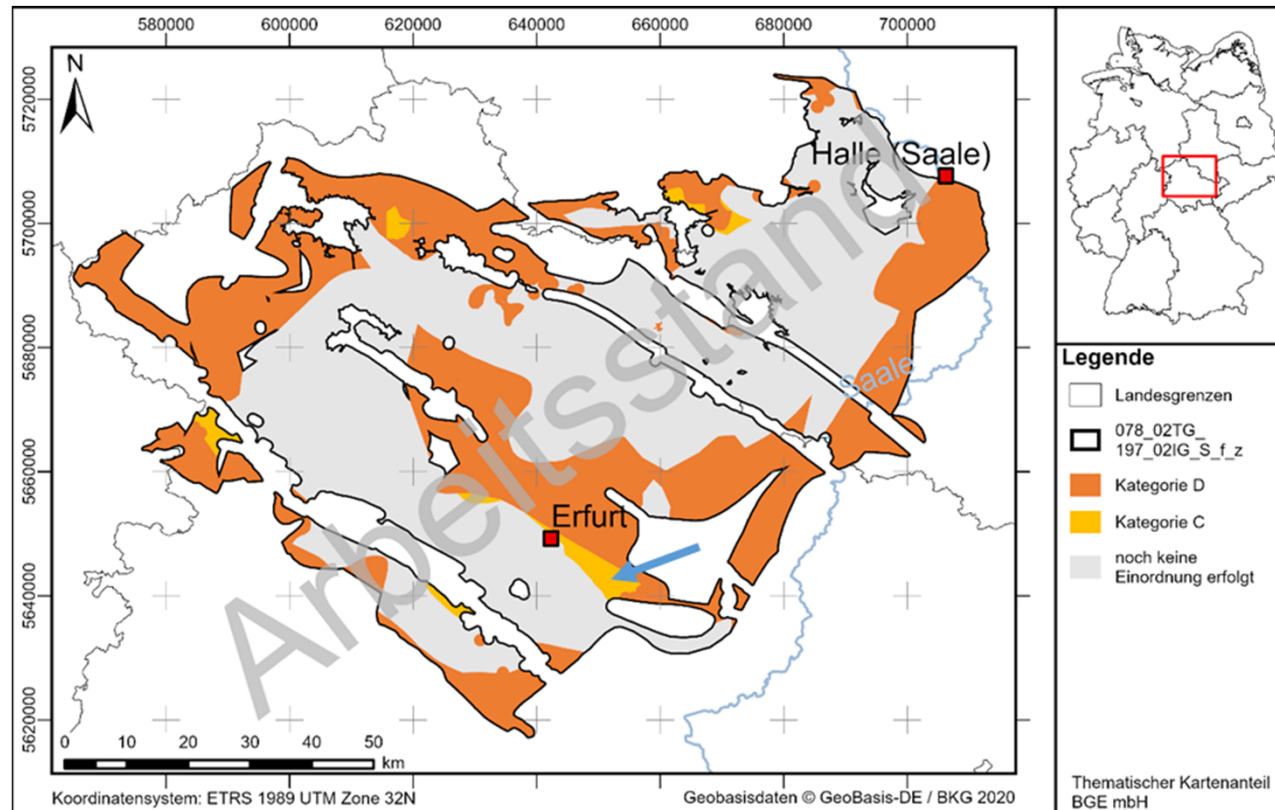 580000 600000 620000 640000 660000 680000 700000
N
5720000
5700000
5680000
5660000
5640000
5620000
Halle (Saale)
Saale
Erfurt
Arbeitsstand
0 10 20 30 40 50
km
Koordinatensystem: ETRS 1989 UTM Zone 32N
Geobasisdaten © GeoBasis-DE / BKG 2020
Legende
Landesgrenzen
078_02TG_
197_02IG_S_f_z
Kategorie D
Kategorie C
noch keine
Einordnung erfolgt
Thematischer Kartenanteil
BGE mbH